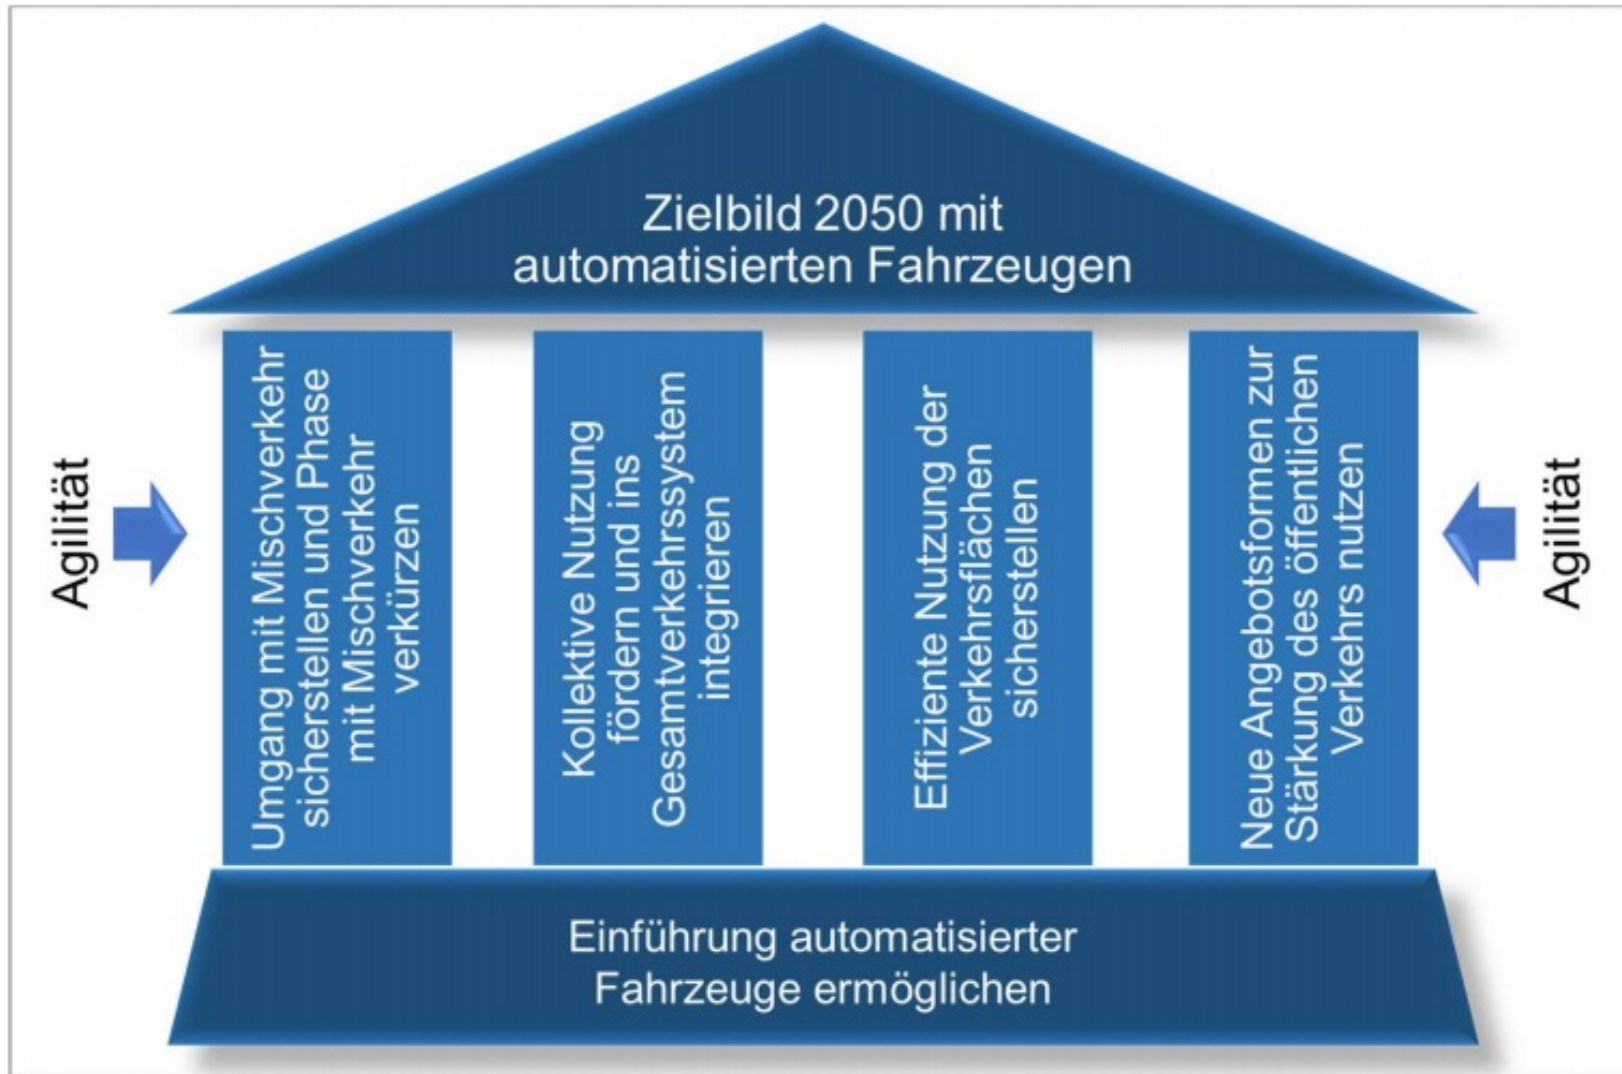 Zielbild 2050 mit
automatisierten Fahrzeugen
Agilität
Umgang mit Mischverkehr
sicherstellen und Phase
mit Mischverkehr
verkürzen
Kollektive Nutzung
fördern und ins
Gesamtverkehrssystem
integrieren
Effiziente Nutzung der
Verkehrsflächen
sicherstellen
Neue Angebotsformen zur
Stärkung des öffentlichen
Verkehrs nutzen
Agilität
Einführung automatisierter
Fahrzeuge ermöglichen